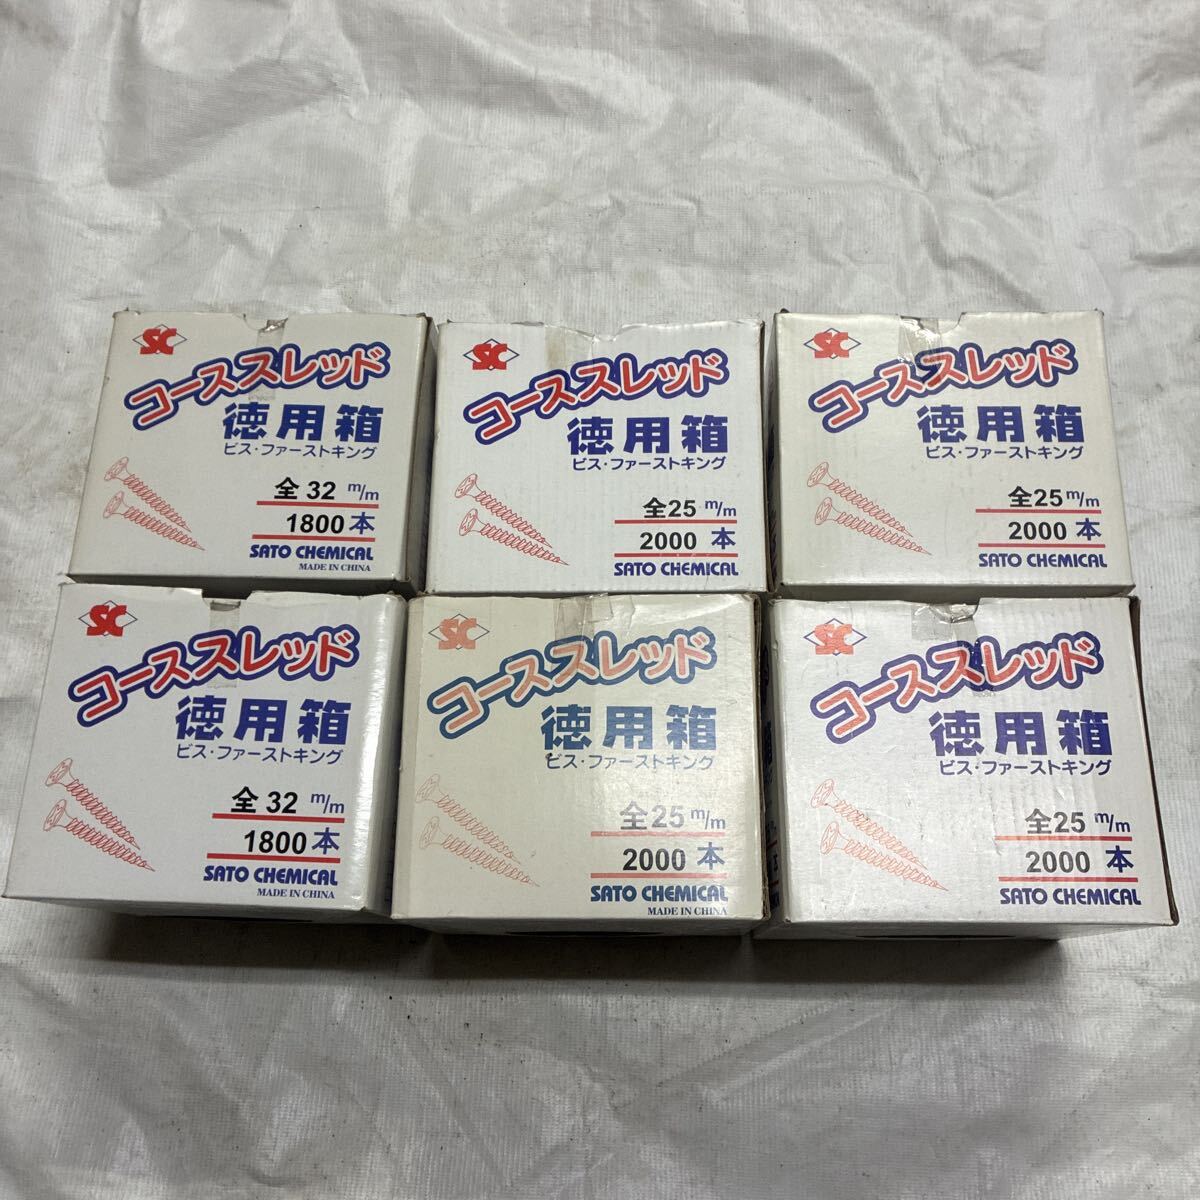 SC
コーススレッド
徳用箱
ビス・ファーストキング
全32 m/m
1800 本
SATO CHEMICAL
MADE IN CHINA
SC
コーススレッド
徳用箱
ビス・ファーストキング
全25 m/m
2000 本
SATO CHEMICAL
SC
コーススレッド
徳用箱
ビス・ファーストキング
全25 m/m
2000 本
SATO CHEMICAL
SC
コーススレッド
徳用箱
ビス・ファーストキング
全32 m/m
1800 本
SATO CHEMICAL
MADE IN CHINA
SC
コーススレッド
徳用箱
ビス・ファーストキング
全25 m/m
2000 本
SATO CHEMICAL
MADE IN CHINA
SC
コーススレッド
徳用箱
ビス・ファーストキング
全25 m/m
2000 本
SATO CHEMICAL